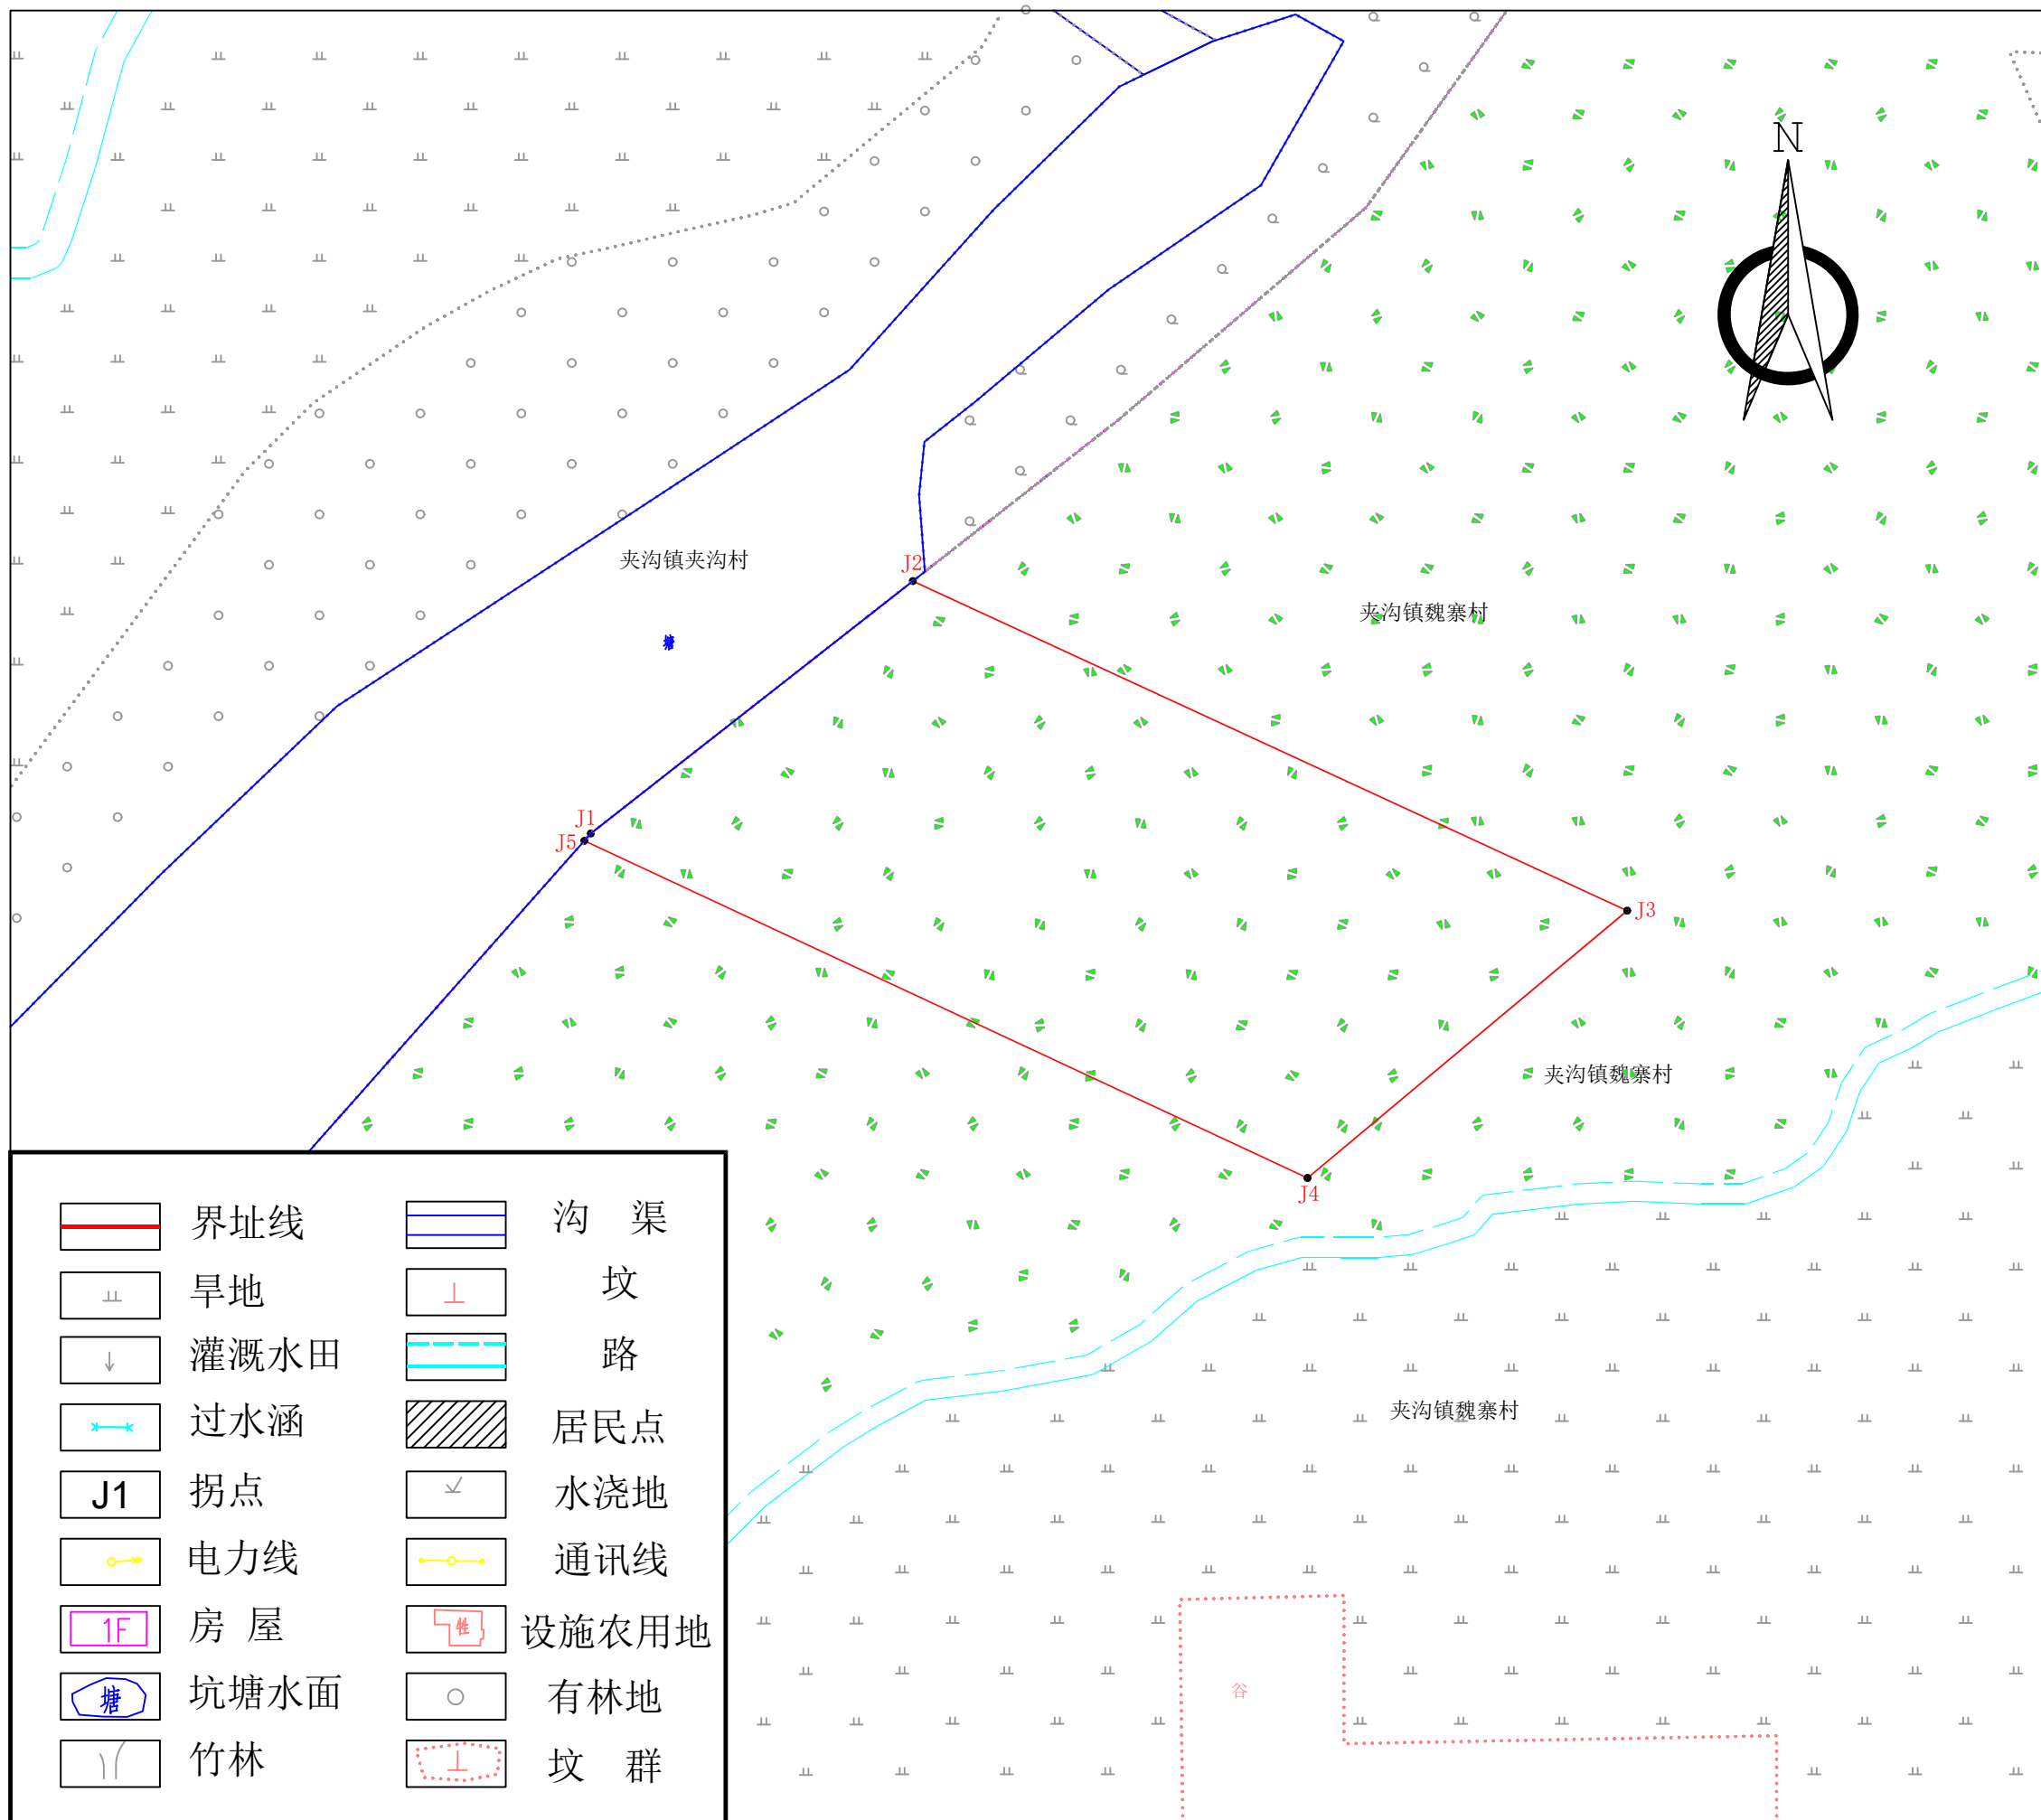 N
夹沟镇夹沟村
J2
夹沟镇魏寨村
塘
J1
J5
J3
夹沟镇魏寨村
J4
界址线 沟 渠
旱地 坟
灌溉水田 路
过水涵 居民点
夹沟镇魏寨村
J1 拐点 水浇地
电力线 通讯线
1F 房 屋 设施农用地
谷
塘 坑塘水面 有林地
竹林 坟 群